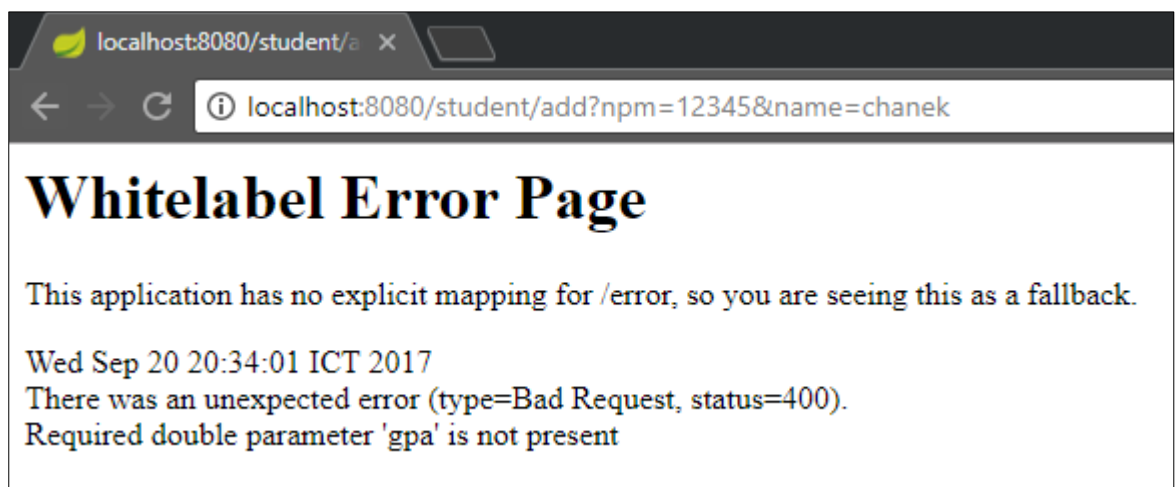 localhost:8080/student/a
localhost:8080/student/add?npm=12345&name=chanek
Whitelabel Error Page
This application has no explicit mapping for /error, so you are seeing this as a fallback.
Wed Sep 20 20:34:01 ICT 2017
There was an unexpected error (type=Bad Request, status=400).
Required double parameter 'gpa' is not present